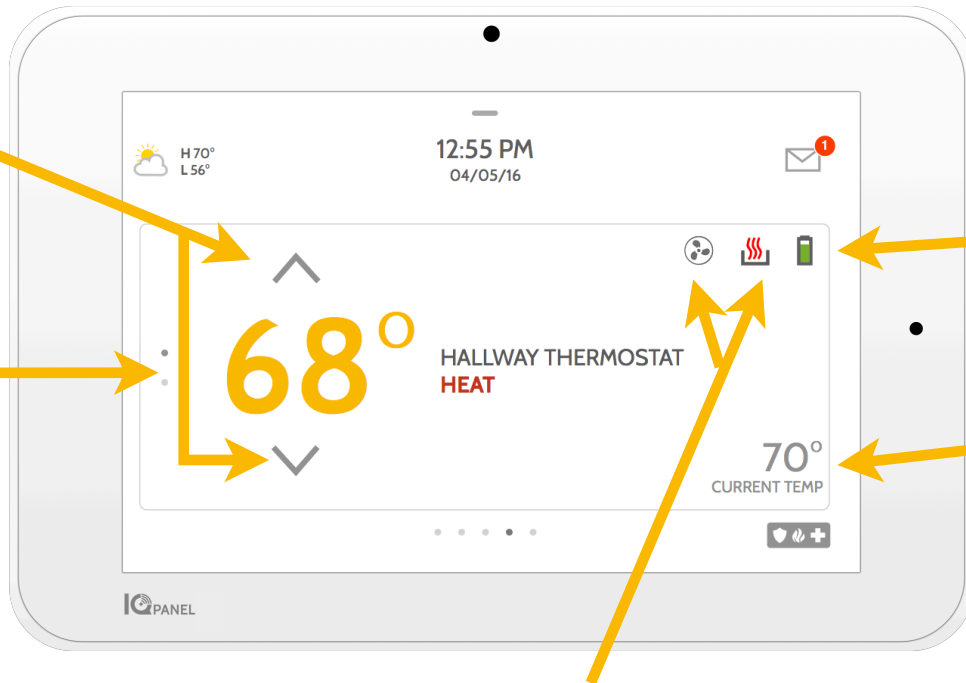 H 70°
L 56°
12:55 PM
04/05/16
1
68°
HALLWAY THERMOSTAT
HEAT
70°
CURRENT TEMP
IQ PANEL